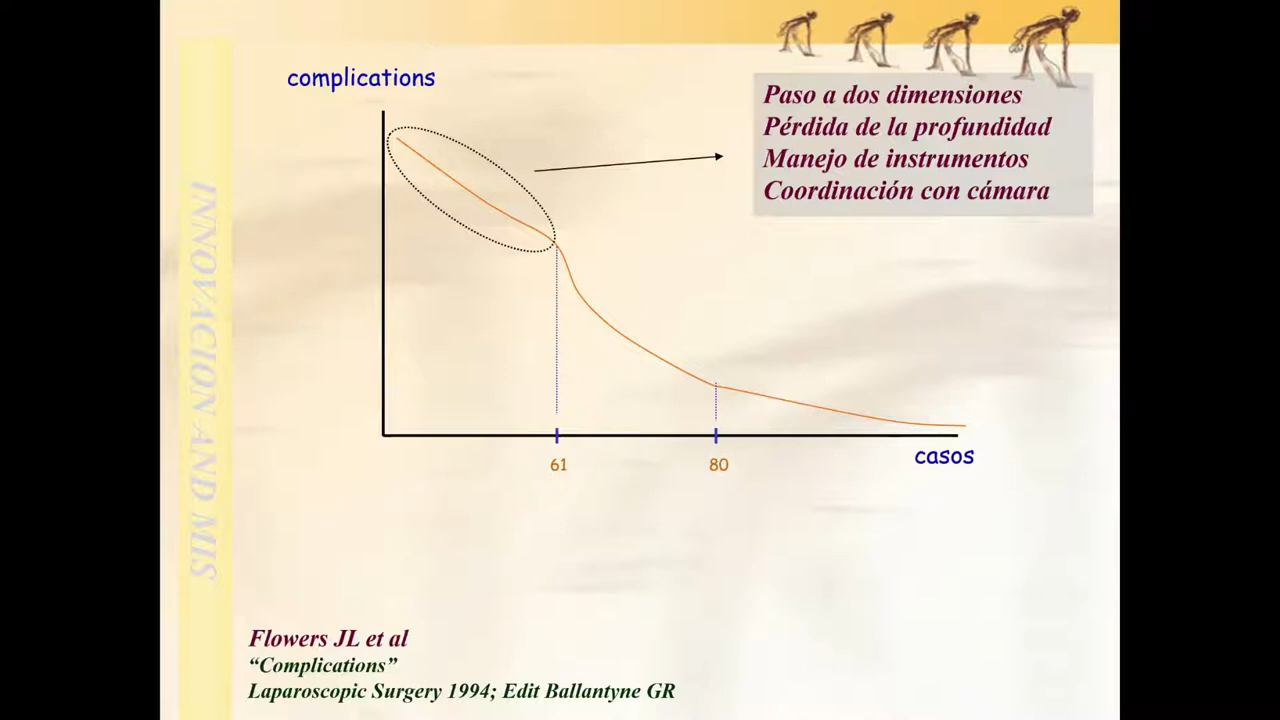 complications
Paso a dos dimensiones
Pérdida de la profundidad
Manejo de instrumentos
Coordinación con cámara
INNOVACION AND MIS
61
80
casos
Flowers JL et al
“Complications”
Laparoscopic Surgery 1994; Edit Ballantyne GR